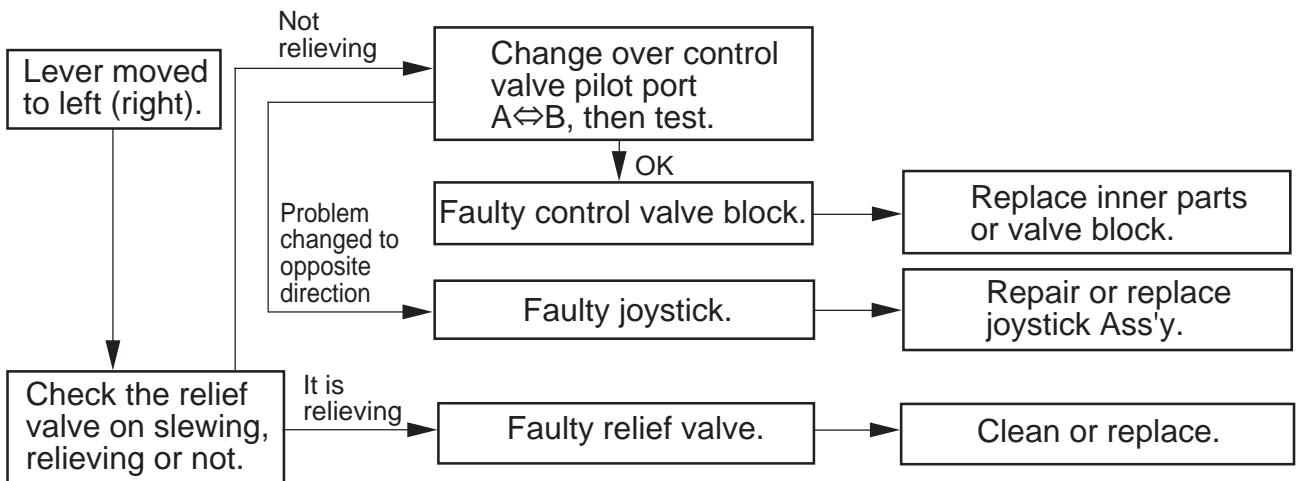 Lever moved
to left (right).
Not
relieving
Change over control
valve pilot port
A⇔B, then test.
OK
Faulty control valve block.
Replace inner parts
or valve block.
Problem
changed to
opposite
direction
Faulty joystick.
Repair or replace
joystick Ass'y.
Check the relief
valve on slewing,
relieving or not.
It is
relieving
Faulty relief valve.
Clean or replace.